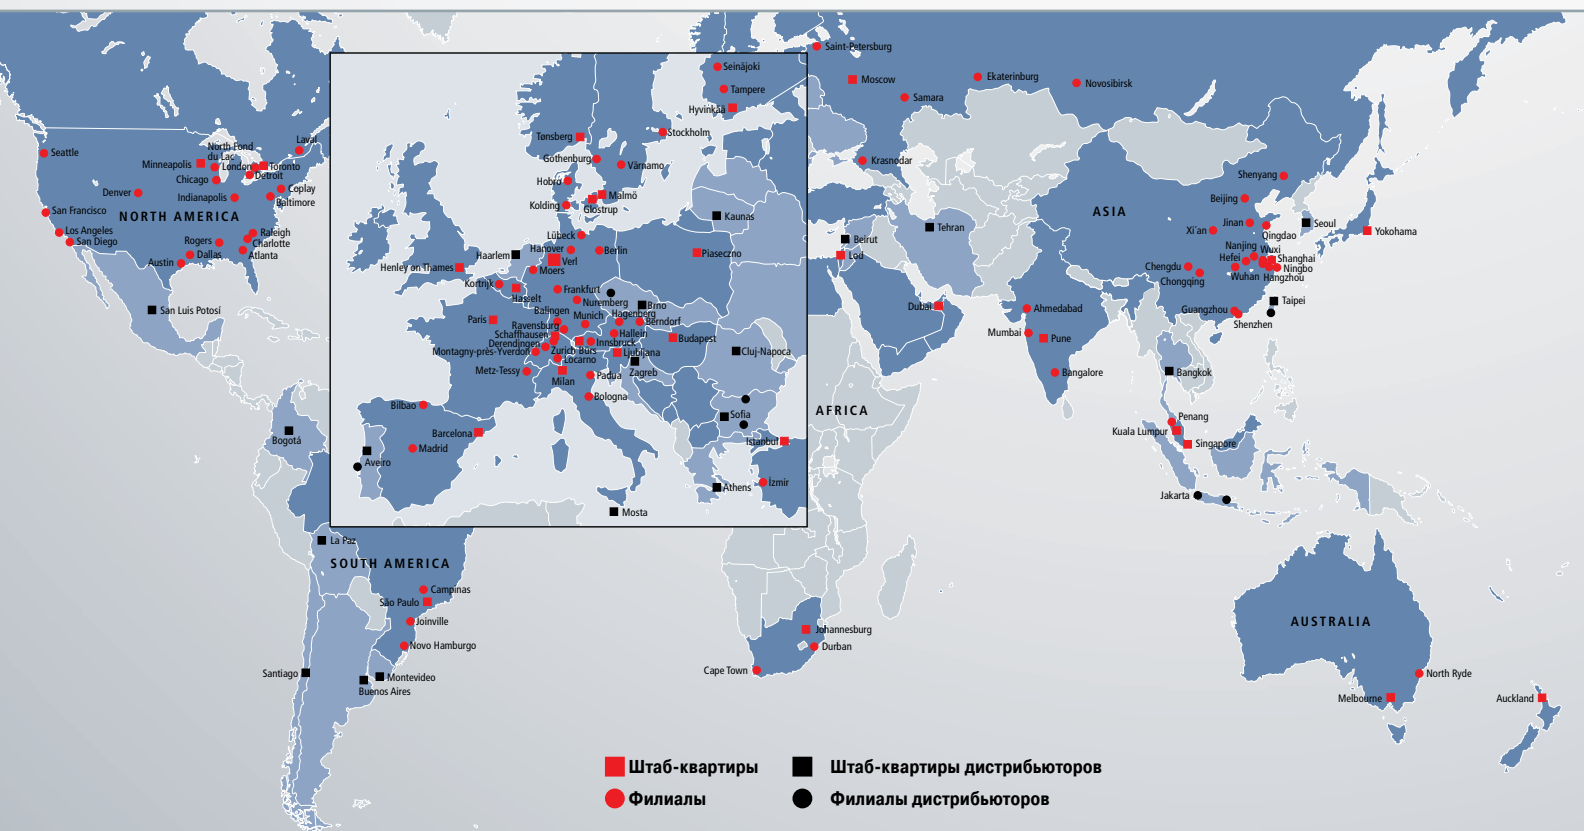 Seattle
Laval
North Fond
du Lac
Minneapolis
London
Toronto
Chicago
Detroit
Denver
Indianapolis
Coplay
Baltimore
San Francisco
NORTH AMERICA
Los Angeles
San Diego
Rogers
Raleigh
Charlotte
Dallas
Atlanta
Austin
San Luis Potosí
Bogotá
La Paz
SOUTH AMERICA
Campinas
São Paulo
Joinville
Novo Hamburgo
Santiago
Montevideo
Buenos Aires
Seinäjoki
Tampere
Hyvinkää
Tønsberg
Stockholm
Gothenburg
Värnamo
Hobro
Malmö
Kolding
Glostrup
Kaunas
Lübeck
Hanover
Berlin
Haarlem
Verl
Piaseczno
Henley on Thames
Moers
Kortrijk
Hasselt
Frankfurt
Nuremberg
Brno
Balingen
Hagenberg
Paris
Munich
Berndorf
Ravensburg
Schaffhausen
Hallein
Derendingen
Innsbruck
Budapest
Montagny-près-Yverdon
Zurich
Bürs
Ljubljana
Cluj-Napoca
Locarno
Zagreb
Metz-Tessy
Milan
Padua
Bologna
Bilbao
Sofia
Barcelona
Istanbul
Madrid
Aveiro
İzmir
Athens
Mosta
Saint-Petersburg
Moscow
Ekaterinburg
Novosibirsk
Samara
Krasnodar
Shenyang
Beijing
ASIA
Tehran
Jinan
Seoul
Xi'an
Qingdao
Yokohama
Beirut
Nanjing
Wuxi
Lod
Hefei
Shanghai
Chengdu
Ningbo
Chongqing
Wuhan
Hangzhou
Dubai
Ahmedabad
Taipei
Guangzhou
Shenzhen
Mumbai
Pune
Bangalore
Bangkok
AFRICA
Penang
Kuala Lumpur
Singapore
Jakarta
Johannesburg
Durban
Cape Town
AUSTRALIA
North Ryde
Melbourne
Auckland
Штаб-квартиры
Штаб-квартиры дистрибьюторов
Филиалы
Филиалы дистрибьюторов